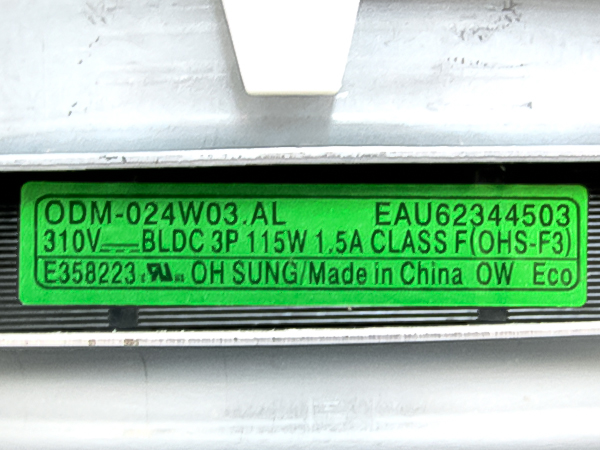 ODM-024W03.AL EAU62344503
310V⎓BLDC 3P 115W 1.5A CLASS F(OHS-F3)
E358223 OH SUNG/Made in China OW Eco